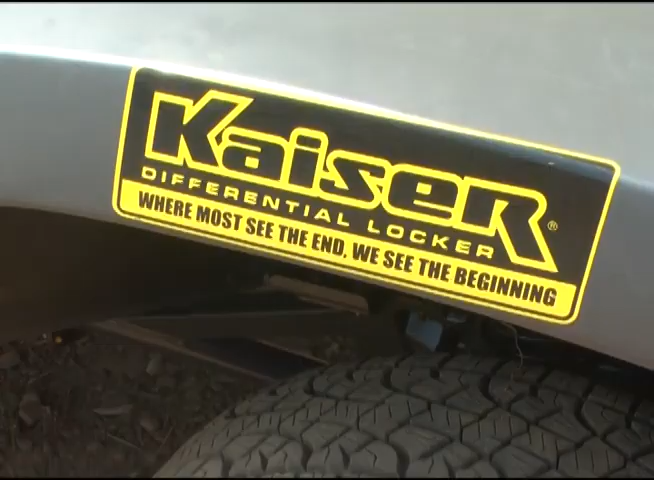 KaiseR®
DIFFERENTIAL LOCKER
WHERE MOST SEE THE END, WE SEE THE BEGINNING